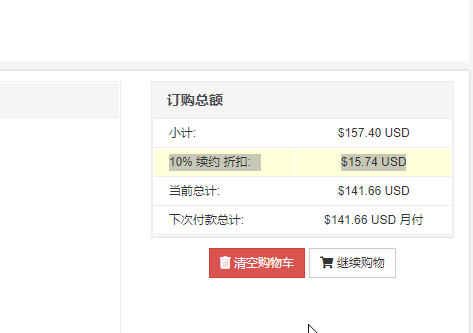 订购总额
小计: $157.40 USD
10% 续约 折扣: $15.74 USD
当前总计: $141.66 USD
下次付款总计: $141.66 USD 月付
清空购物车 继续购物